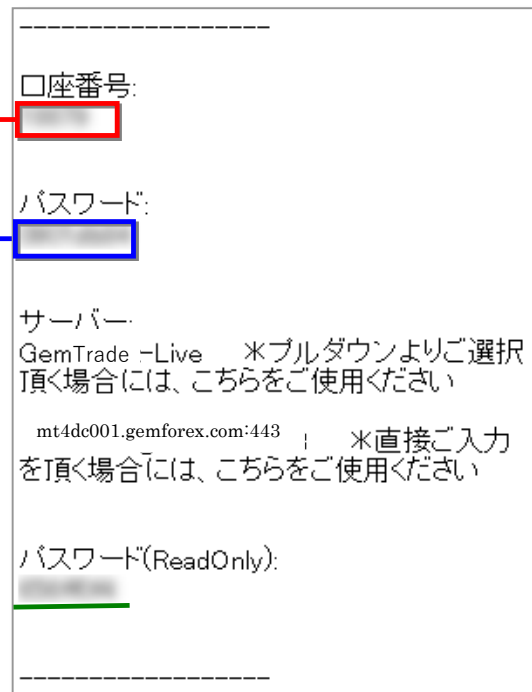 ------------------
口座番号:
パスワード:
サーバー:
GemTrade -Live　＊プルダウンよりご選択
頂く場合には、こちらをご使用ください
mt4dc001.gemforex.com:443　＊直接ご入力
を頂く場合には、こちらをご使用ください
パスワード(ReadOnly):
------------------